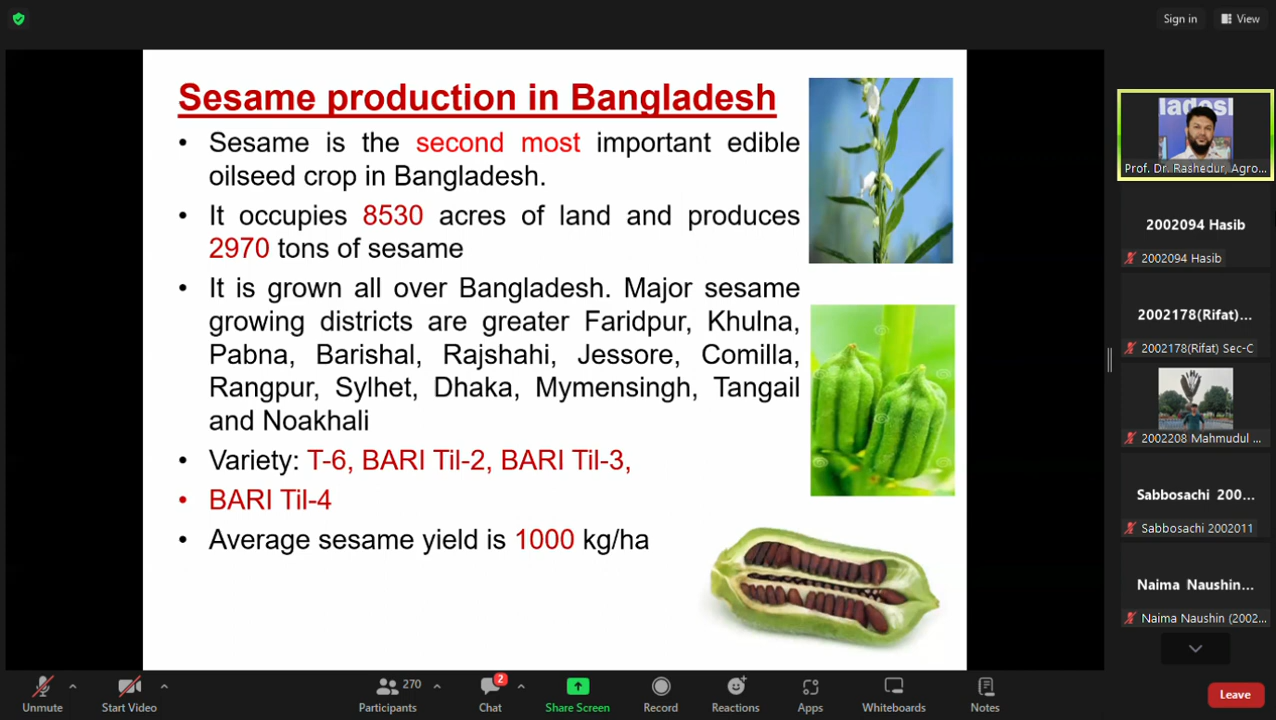 Sign in
View
Sesame production in Bangladesh
• Sesame is the second most important edible
oilseed crop in Bangladesh.
• It occupies 8530 acres of land and produces
2970 tons of sesame
• It is grown all over Bangladesh. Major sesame
growing districts are greater Faridpur, Khulna,
Pabna, Barishal, Rajshahi, Jessore, Comilla,
Rangpur, Sylhet, Dhaka, Mymensingh, Tangail
and Noakhali
• Variety: T-6, BARI Til-2, BARI Til-3,
• BARI Til-4
• Average sesame yield is 1000 kg/ha
ladesl
Prof. Dr. Rashedur, Agro...
2002094 Hasib
2002094 Hasib
2002178(Rifat)...
2002178(Rifat) Sec-C
2002208 Mahmudul ...
Sabbosachi 200...
Sabbosachi 2002011
Naima Naushin...
Naima Naushin (2002...
Unmute
Start Video
270
Participants
2
Chat
Share Screen
Record
Reactions
Apps
Whiteboards
Notes
Leave